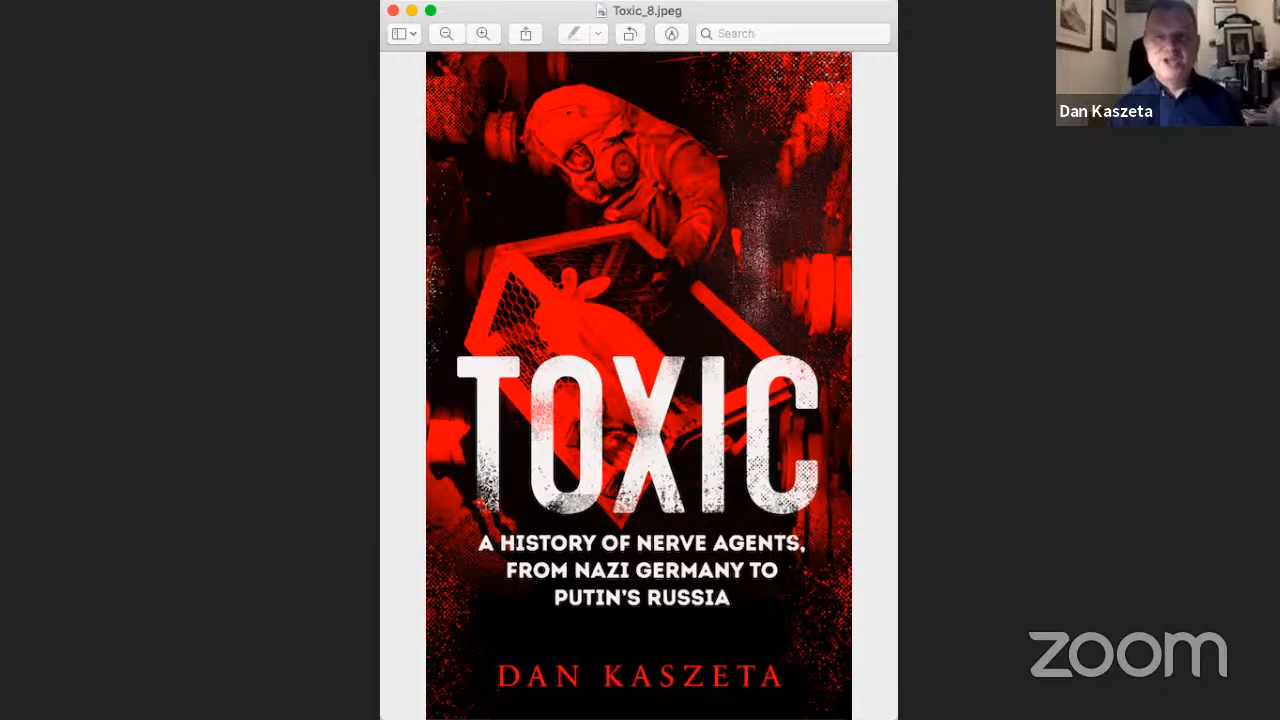 Toxic_8.jpeg
Search
Dan Kaszeta
TOXIC
A HISTORY OF NERVE AGENTS,
FROM NAZI GERMANY TO
PUTIN'S RUSSIA
DAN KASZETA
zoom